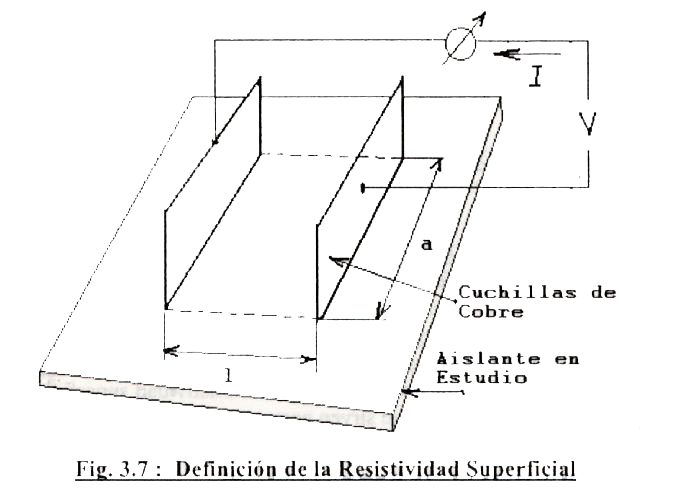 I
V
a
Cuchillas de
Cobre
l
Aislante en
Estudio
Fig. 3.7 : Definición de la Resistividad Superficial